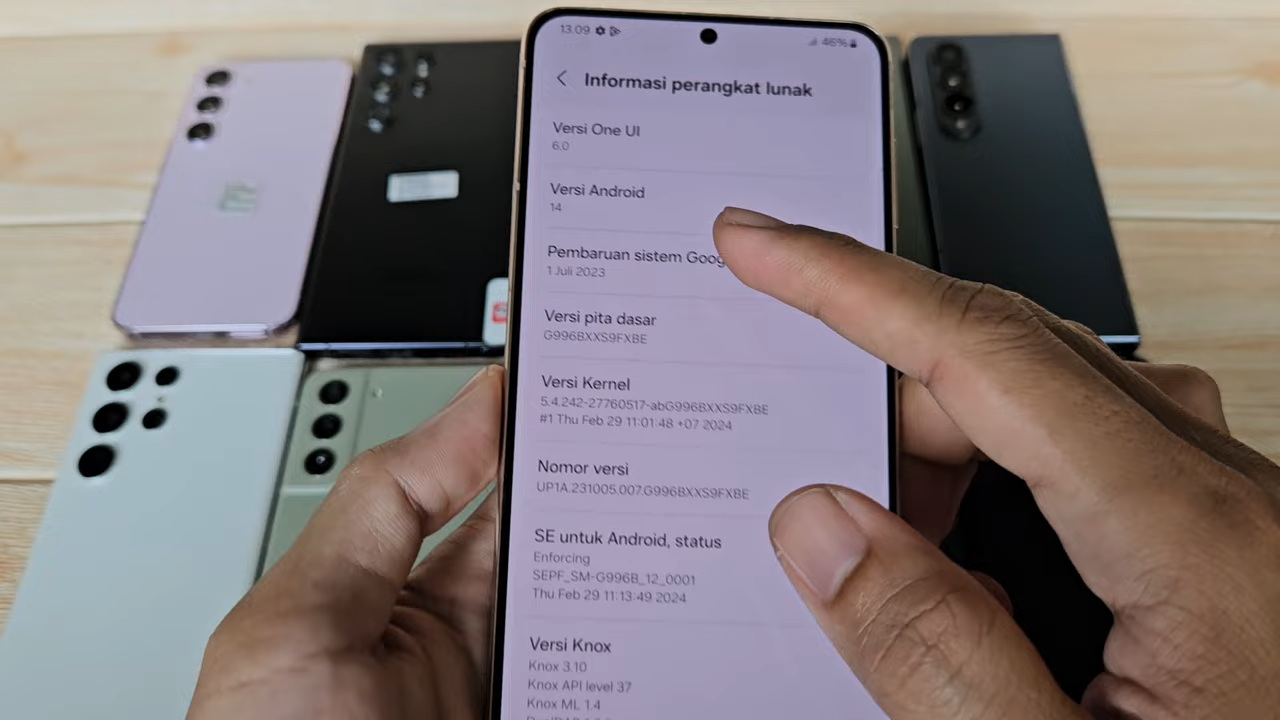 13.09
46%
Informasi perangkat lunak
Versi One UI
6.0
Versi Android
14
Pembaruan sistem Goog
1 Juli 2023
Versi pita dasar
G996BXXS9FXBE
Versi Kernel
5.4.242-27760517-abG996BXXS9FXBE
#1 Thu Feb 29 11:01:48 +07 2024
Nomor versi
UP1A.231005.007.G996BXXS9FXBE
SE untuk Android, status
Enforcing
SEPF_SM-G996B_12_0001
Thu Feb 29 11:13:49 2024
Versi Knox
Knox 3.10
Knox API level 37
Knox ML 1.4